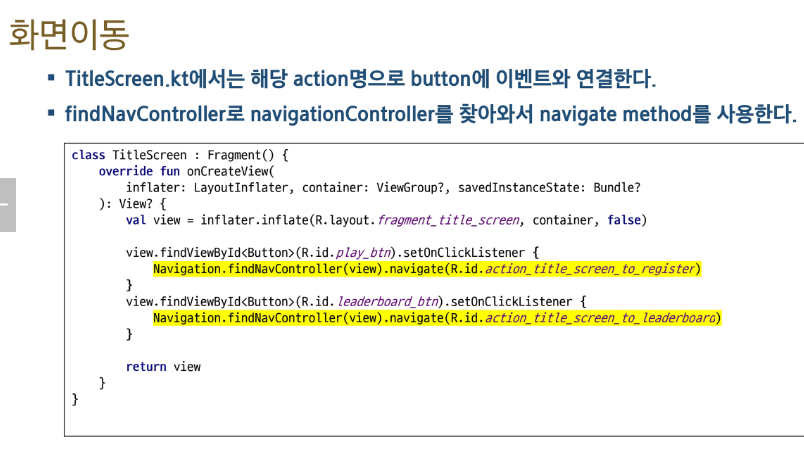 화면이동
▪ TitleScreen.kt에서는 해당 action명으로 button에 이벤트와 연결한다.
▪ findNavController로 navigationController를 찾아와서 navigate method를 사용한다.
class TitleScreen : Fragment() {
    override fun onCreateView(
        inflater: LayoutInflater, container: ViewGroup?, savedInstanceState: Bundle?
    ): View? {
        val view = inflater.inflate(R.layout.fragment_title_screen, container, false)
        view.findViewById<Button>(R.id.play_btn).setOnClickListener {
            Navigation.findNavController(view).navigate(R.id.action_title_screen_to_register)
        }
        view.findViewById<Button>(R.id.leaderboard_btn).setOnClickListener {
            Navigation.findNavController(view).navigate(R.id.action_title_screen_to_leaderboard)
        }
        return view
    }
}